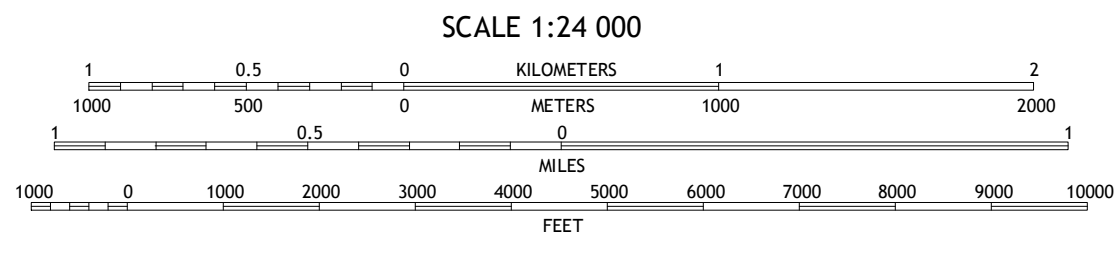 SCALE 1:24 000
1 0.5 0 KILOMETERS 1 2
1000 500 0 METERS 1000 2000
1 0.5 0 1
MILES
1000 0 1000 2000 3000 4000 5000 6000 7000 8000 9000 10000
FEET